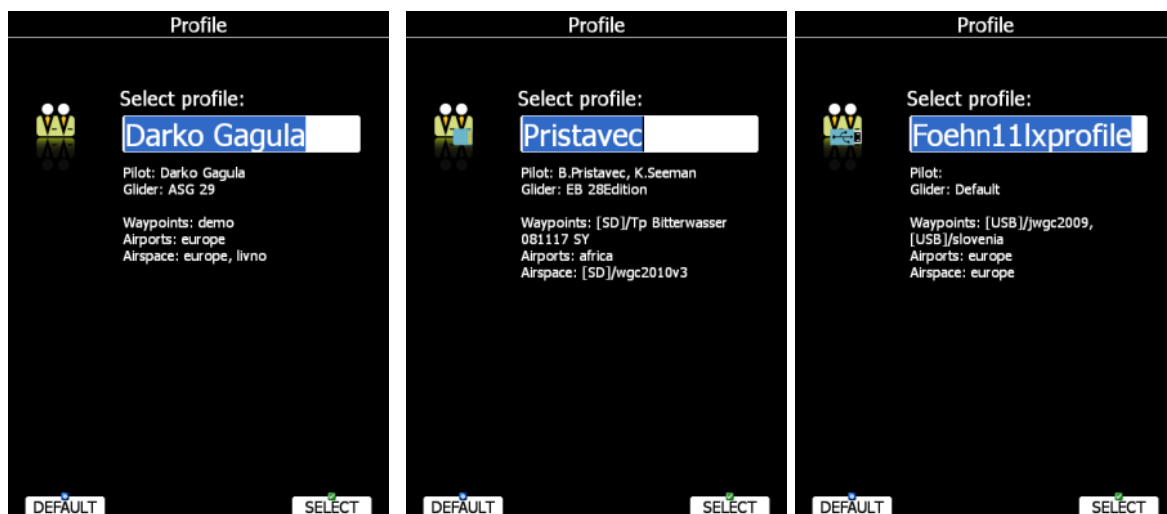 Profile
Select profile:
Darko Gagula
Pilot: Darko Gagula
Glider: ASG 29
Waypoints: demo
Airports: europe
Airspace: europe, livno
DEFAULT
SELECT
Profile
Select profile:
Pristavec
Pilot: B.Pristavec, K.Seeman
Glider: EB 28Edition
Waypoints: [SD]/Tp Bitterwasser
081117 SY
Airports: africa
Airspace: [SD]/wgc2010v3
DEFAULT
SELECT
Profile
Select profile:
Foehn11lxprofile
Pilot:
Glider: Default
Waypoints: [USB]/jwgc2009,
[USB]/slovenia
Airports: europe
Airspace: europe
DEFAULT
SELECT